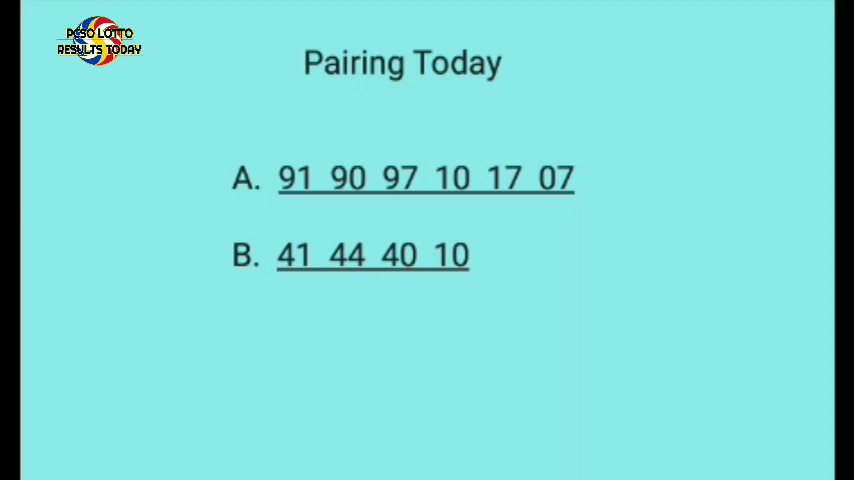 PCSO LOTTO
RESULTS TODAY
Pairing Today
A. 91 90 97 10 17 07
B. 41 44 40 10